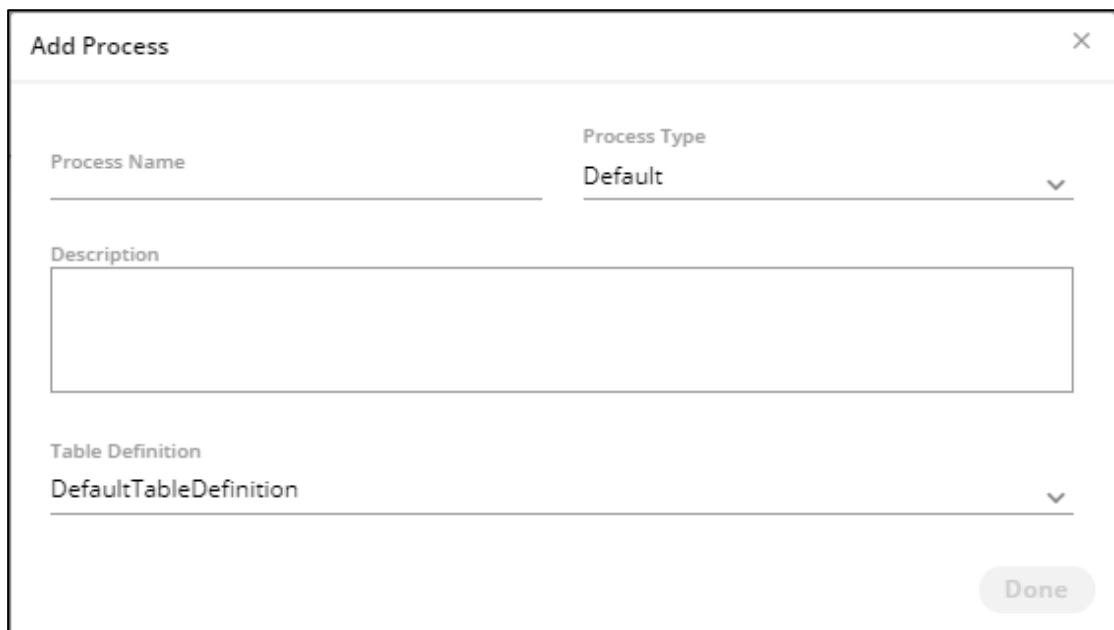 Add Process
Process Name
Process Type
Default
Description
Table Definition
DefaultTableDefinition
Done